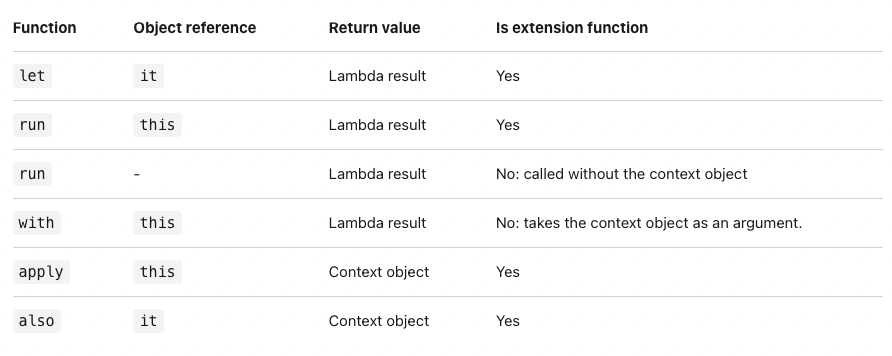 Function Object reference Return value Is extension function
let it Lambda result Yes
run this Lambda result Yes
run - Lambda result No: called without the context object
with this Lambda result No: takes the context object as an argument.
apply this Context object Yes
also it Context object Yes